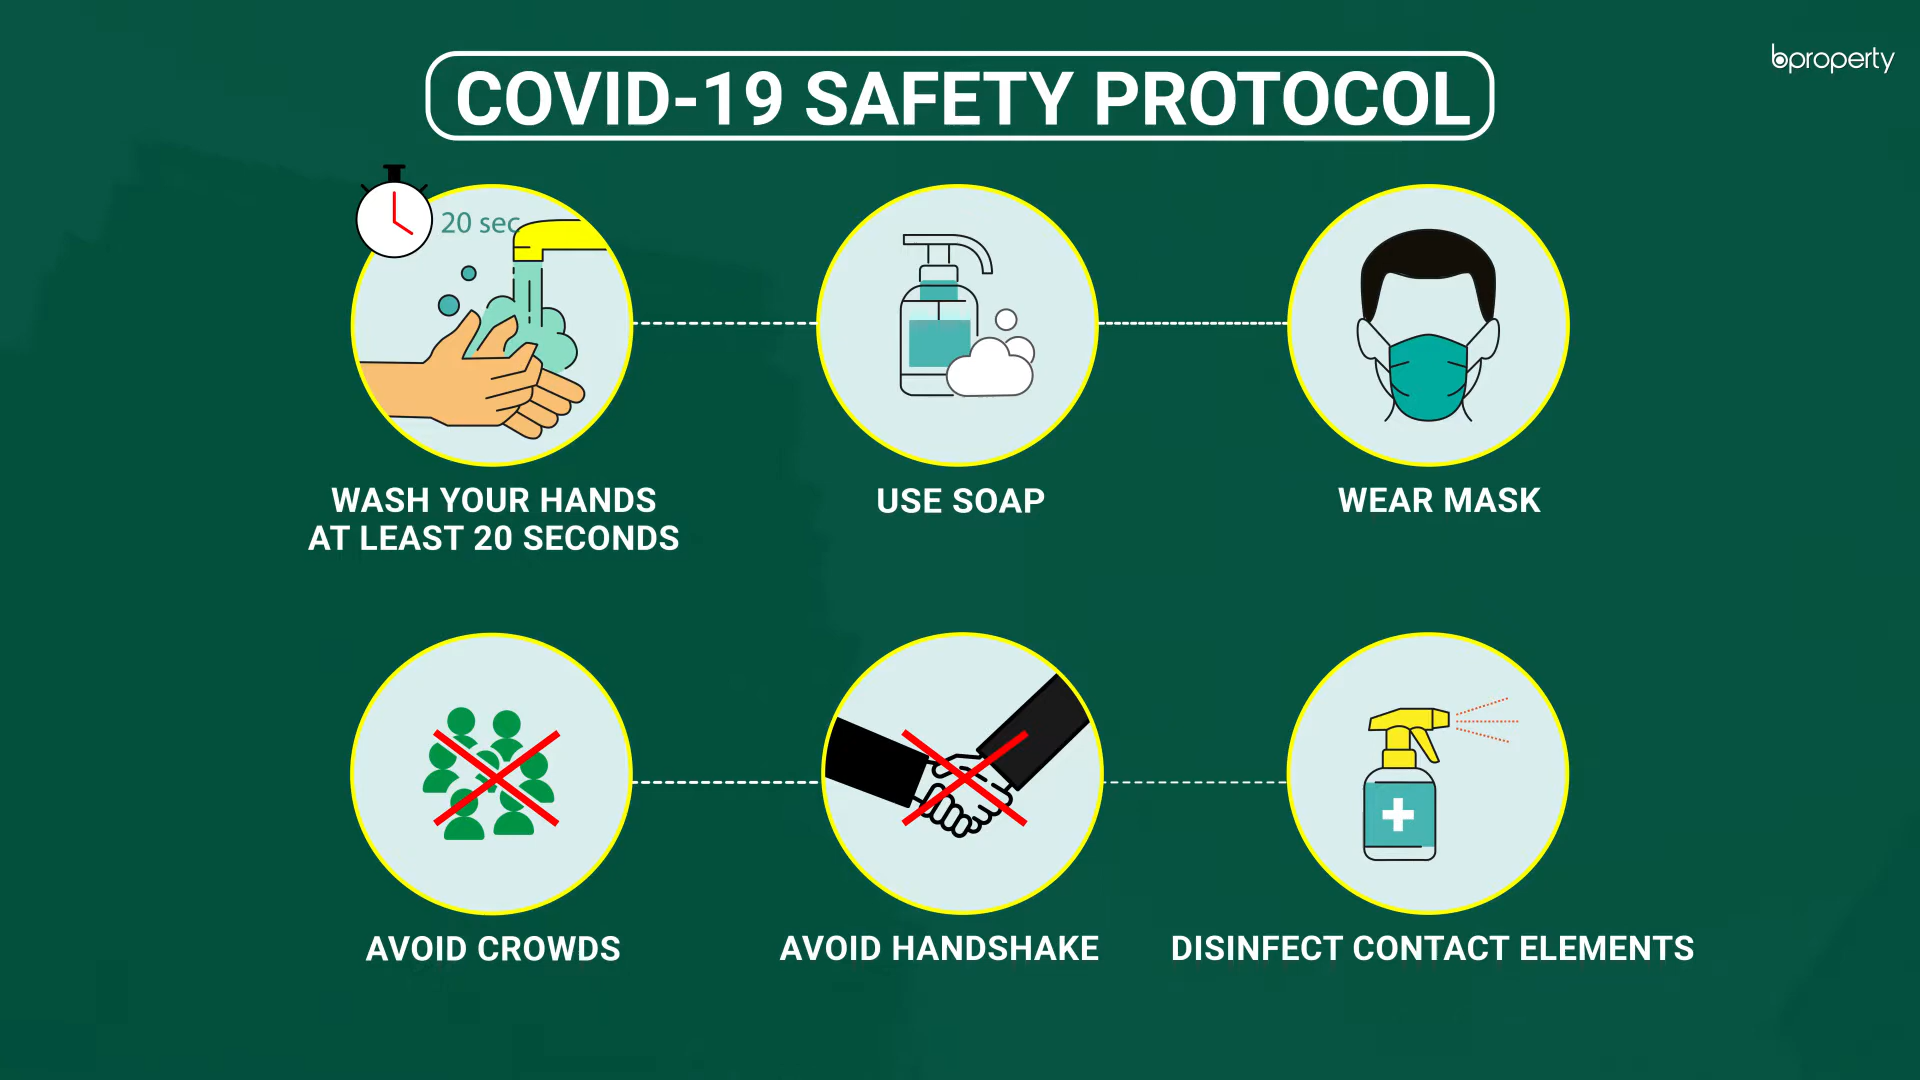 COVID-19 SAFETY PROTOCOL
bproperty
20 sec
WASH YOUR HANDS
AT LEAST 20 SECONDS
USE SOAP
WEAR MASK
AVOID CROWDS
AVOID HANDSHAKE
DISINFECT CONTACT ELEMENTS